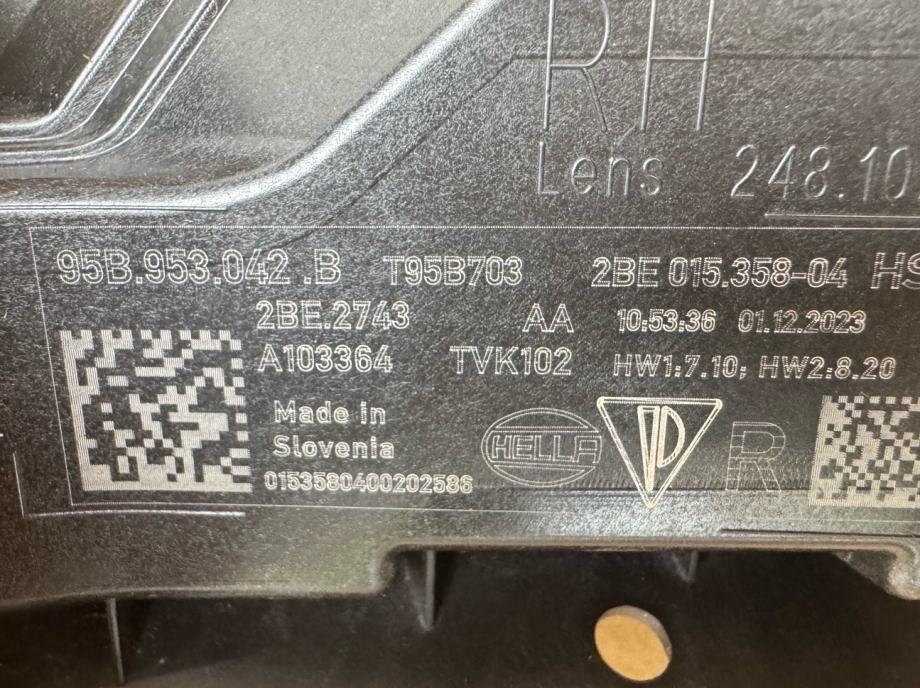 RH
Lens 248.10
95B.953.042 .B T95B703 2BE 015.358-04 HS
2BE.2743 AA 10:53:36 01.12.2023
A103364 TVK102 HW1:7.10; HW2:8.20
Made in
Slovenia
0153580400202586
HELLA
R